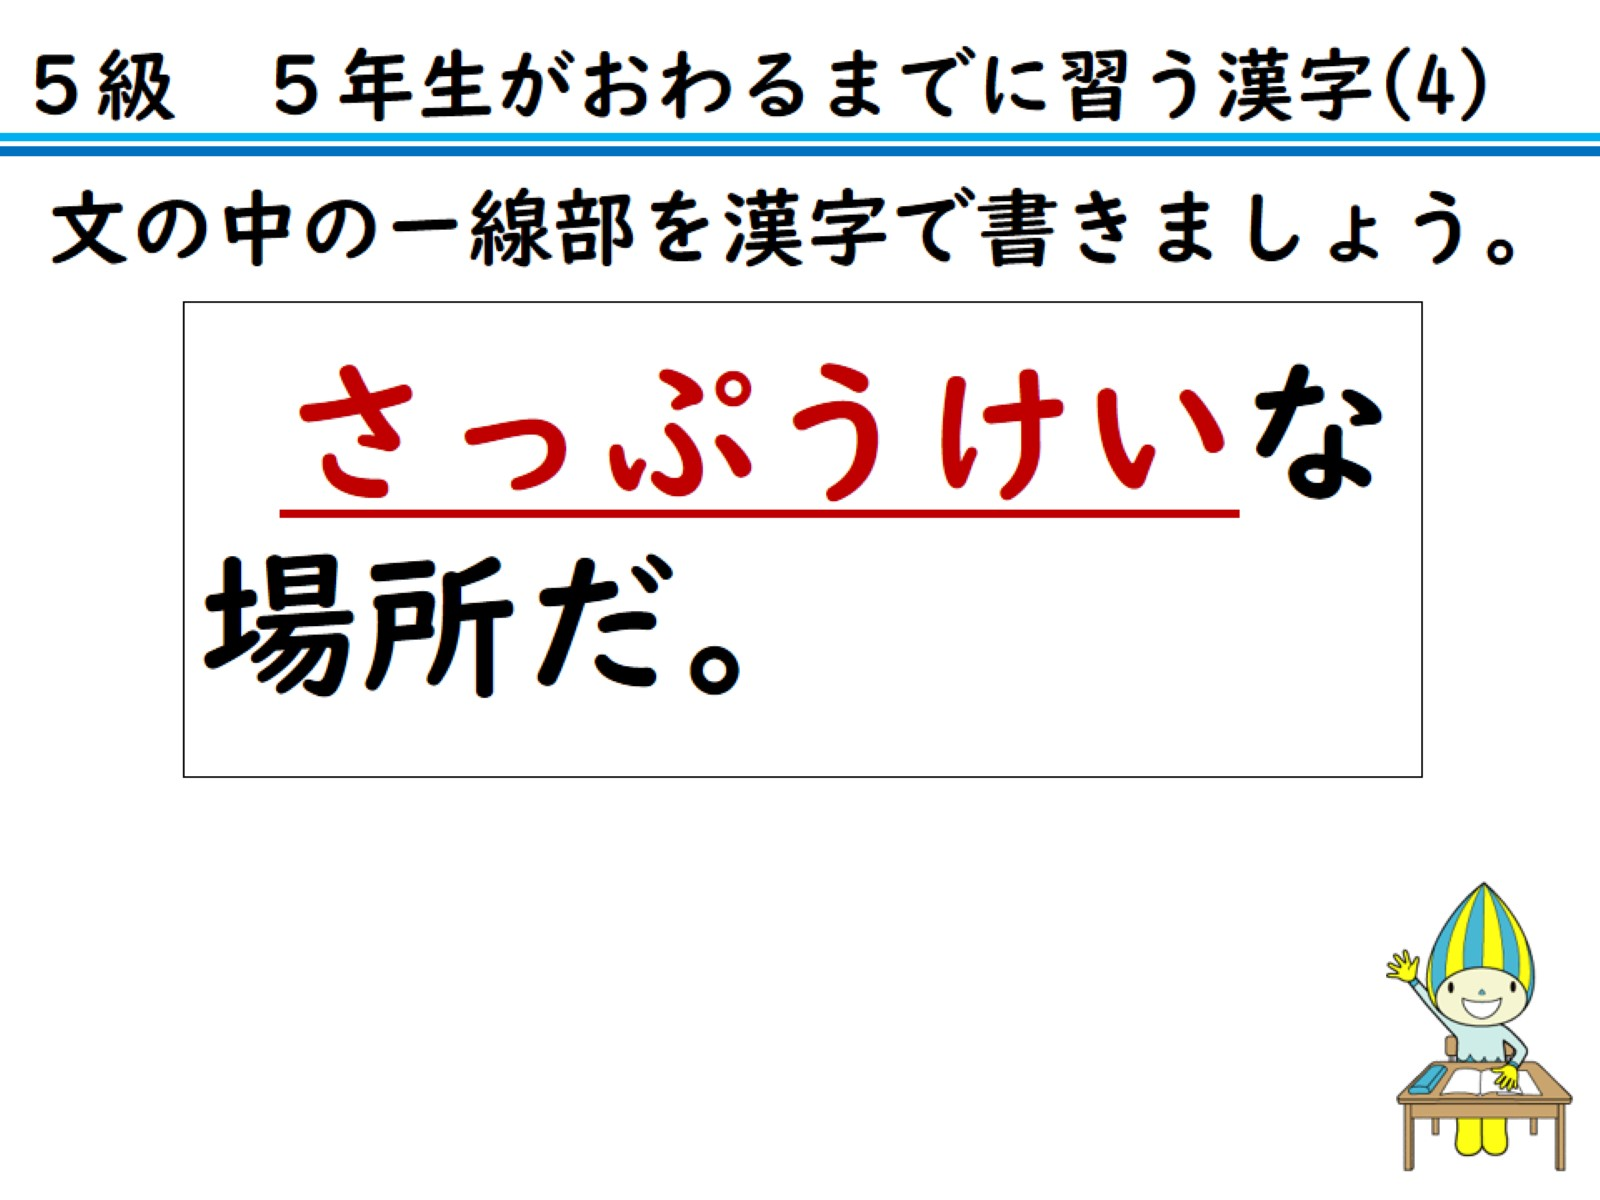 ５級　５年生がおわるまでに習う漢字(4)
文の中の一線部を漢字で書きましょう。
さっぷうけいな
場所だ。